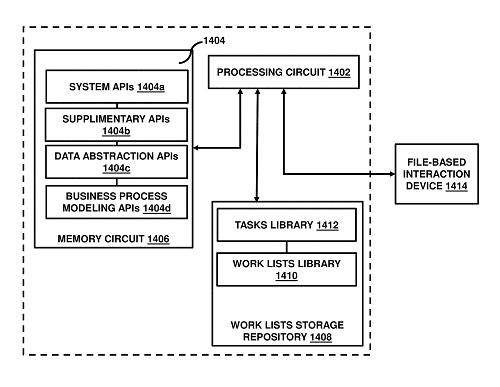 1404
SYSTEM APIs 1404a
SUPPLIMENTARY APIs
1404b
DATA ABSTRACTION APIs
1404c
BUSINESS PROCESS
MODELING APIs 1404d
MEMORY CIRCUIT 1406
PROCESSING CIRCUIT 1402
FILE-BASED
INTERACTION
DEVICE 1414
TASKS LIBRARY 1412
WORK LISTS LIBRARY
1410
WORK LISTS STORAGE
REPOSITORY 1408